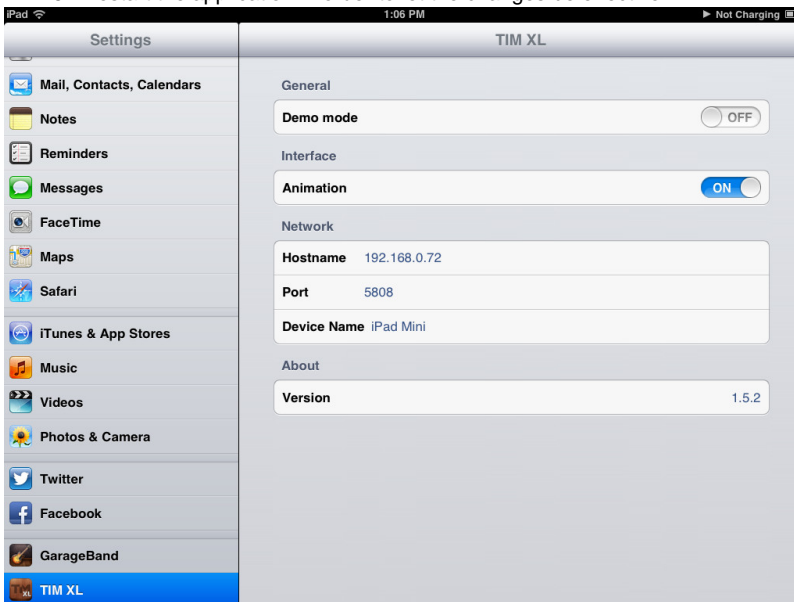 iPad 1:06 PM Not Charging
Settings
TIM XL
Mail, Contacts, Calendars
Notes
Reminders
Messages
FaceTime
Maps
Safari
iTunes & App Stores
Music
Videos
Photos & Camera
Twitter
Facebook
GarageBand
TIM XL
General
Demo mode OFF
Interface
Animation ON
Network
Hostname 192.168.0.72
Port 5808
Device Name iPad Mini
About
Version 1.5.2